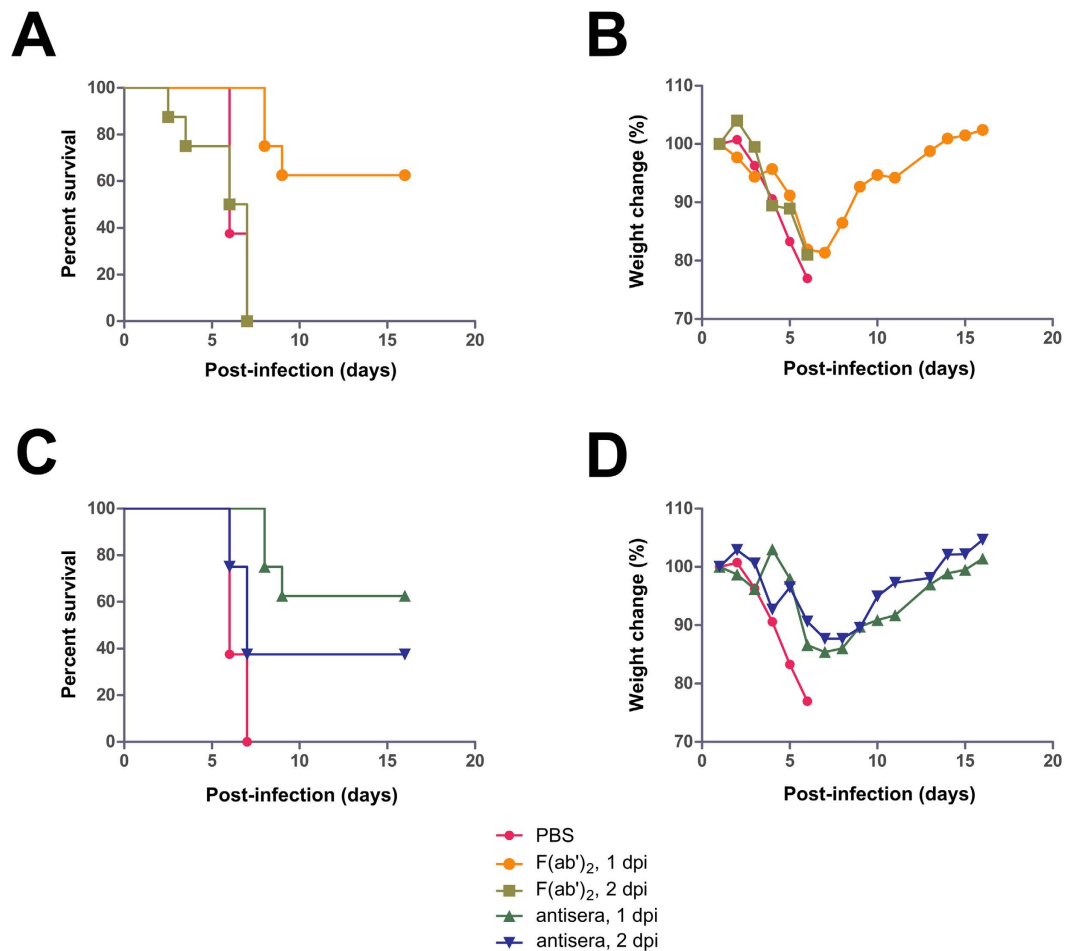 A
B
100
80
60
40
20
0
Percent survival
0
5
10
15
20
Post-infection (days)
110
100
90
80
70
Weight change (%)
0
5
10
15
20
Post-infection (days)
C
D
100
80
60
40
20
0
Percent survival
0
5
10
15
20
Post-infection (days)
110
100
90
80
70
Weight change (%)
0
5
10
15
20
Post-infection (days)
PBS
F(ab')₂, 1 dpi
F(ab')₂, 2 dpi
antisera, 1 dpi
antisera, 2 dpi